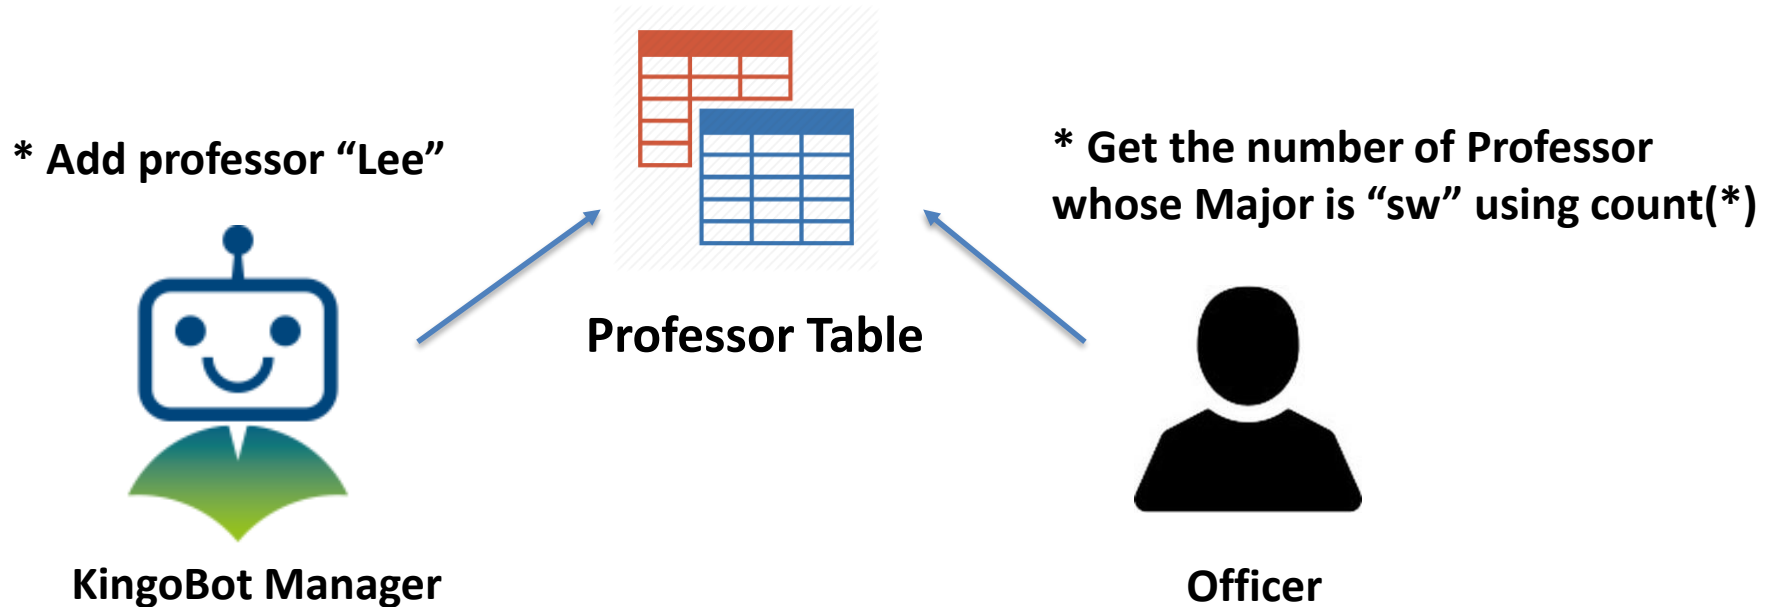 * Add professor “Lee”
* Get the number of Professor
whose Major is “sw” using count(*)
Professor Table
KingoBot Manager
Officer